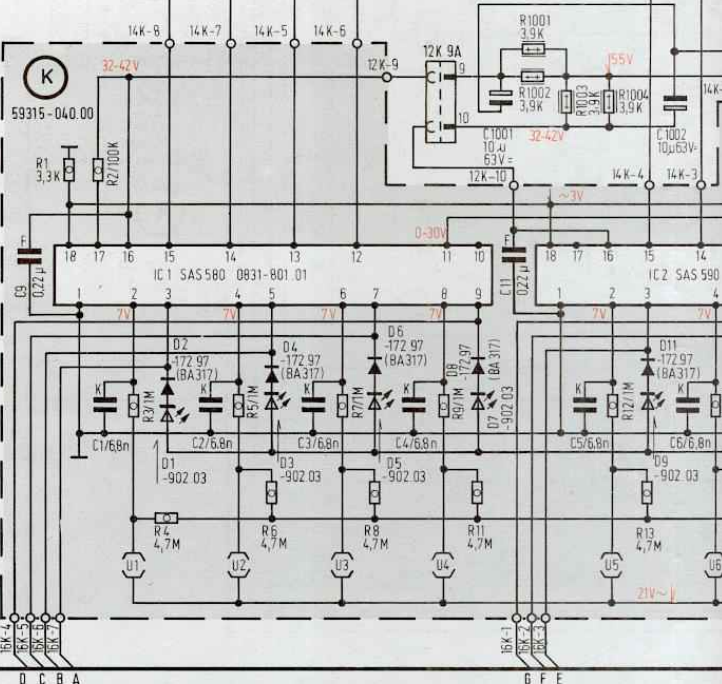 14K-8
14K-7
14K-5
14K-6
R1001
3,9K
12K 9A
K
32-42V
12K-9
9
155V
14K-
59315-040.00
R1002
3,9K
R1003
3,9K
R1004
3,9K
10
C1001
10µ
63V=
32-42V
C1002
10µ63V=
R1
3,3K
R2/100K
12K-10
14K-4
14K-3
~3V
0-30V
F
F
18
17
16
15
14
13
12
11
10
18
17
16
15
14
C9
0,22µ
IC1 SAS580 0831-801.01
C11
0,22µ
IC2 SAS590
1
2
3
4
5
6
7
8
9
1
2
3
4
7V
7V
7V
7V
7V
7V
D2
-172.97
(BA317)
D4
-172.97
(BA317)
D6
-172.97
(BA317)
D8
-172.97
(BA317)
D11
-172.97
(BA317)
K
R3/1M
K
R5/1M
K
R7/1M
K
R9/1M
D7
-902.03
K
R12/1M
K
C1/6,8n
C2/6,8n
C3/6,8n
C4/6,8n
C5/6,8n
C6/6,8n
D1
-902.03
D3
-902.03
D5
-902.03
D9
-902.03
R4
4,7M
R6
4,7M
R8
4,7M
R11
4,7M
R13
4,7M
U1
U2
U3
U4
U5
U6
21V~
16K-4
16K-5
16K-6
16K-7
16K-1
16K-2
16K-3
D C B A
G F E